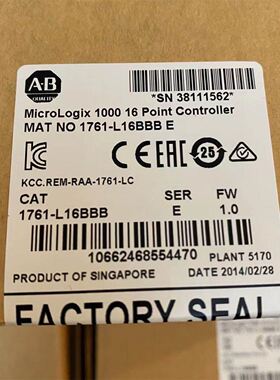 A·B
QUALITY
*SN 38111562*
MicroLogix 1000 16 Point Controller
MAT NO 1761-L16BBB E
25
KCC.REM-RAA-1761-LC
CAT SER FW
1761-L16BBB E 1.0
10662468554470 PLANT 5170
PRODUCT OF SINGAPORE DATE 2014/02/28
FACTORY SEAL